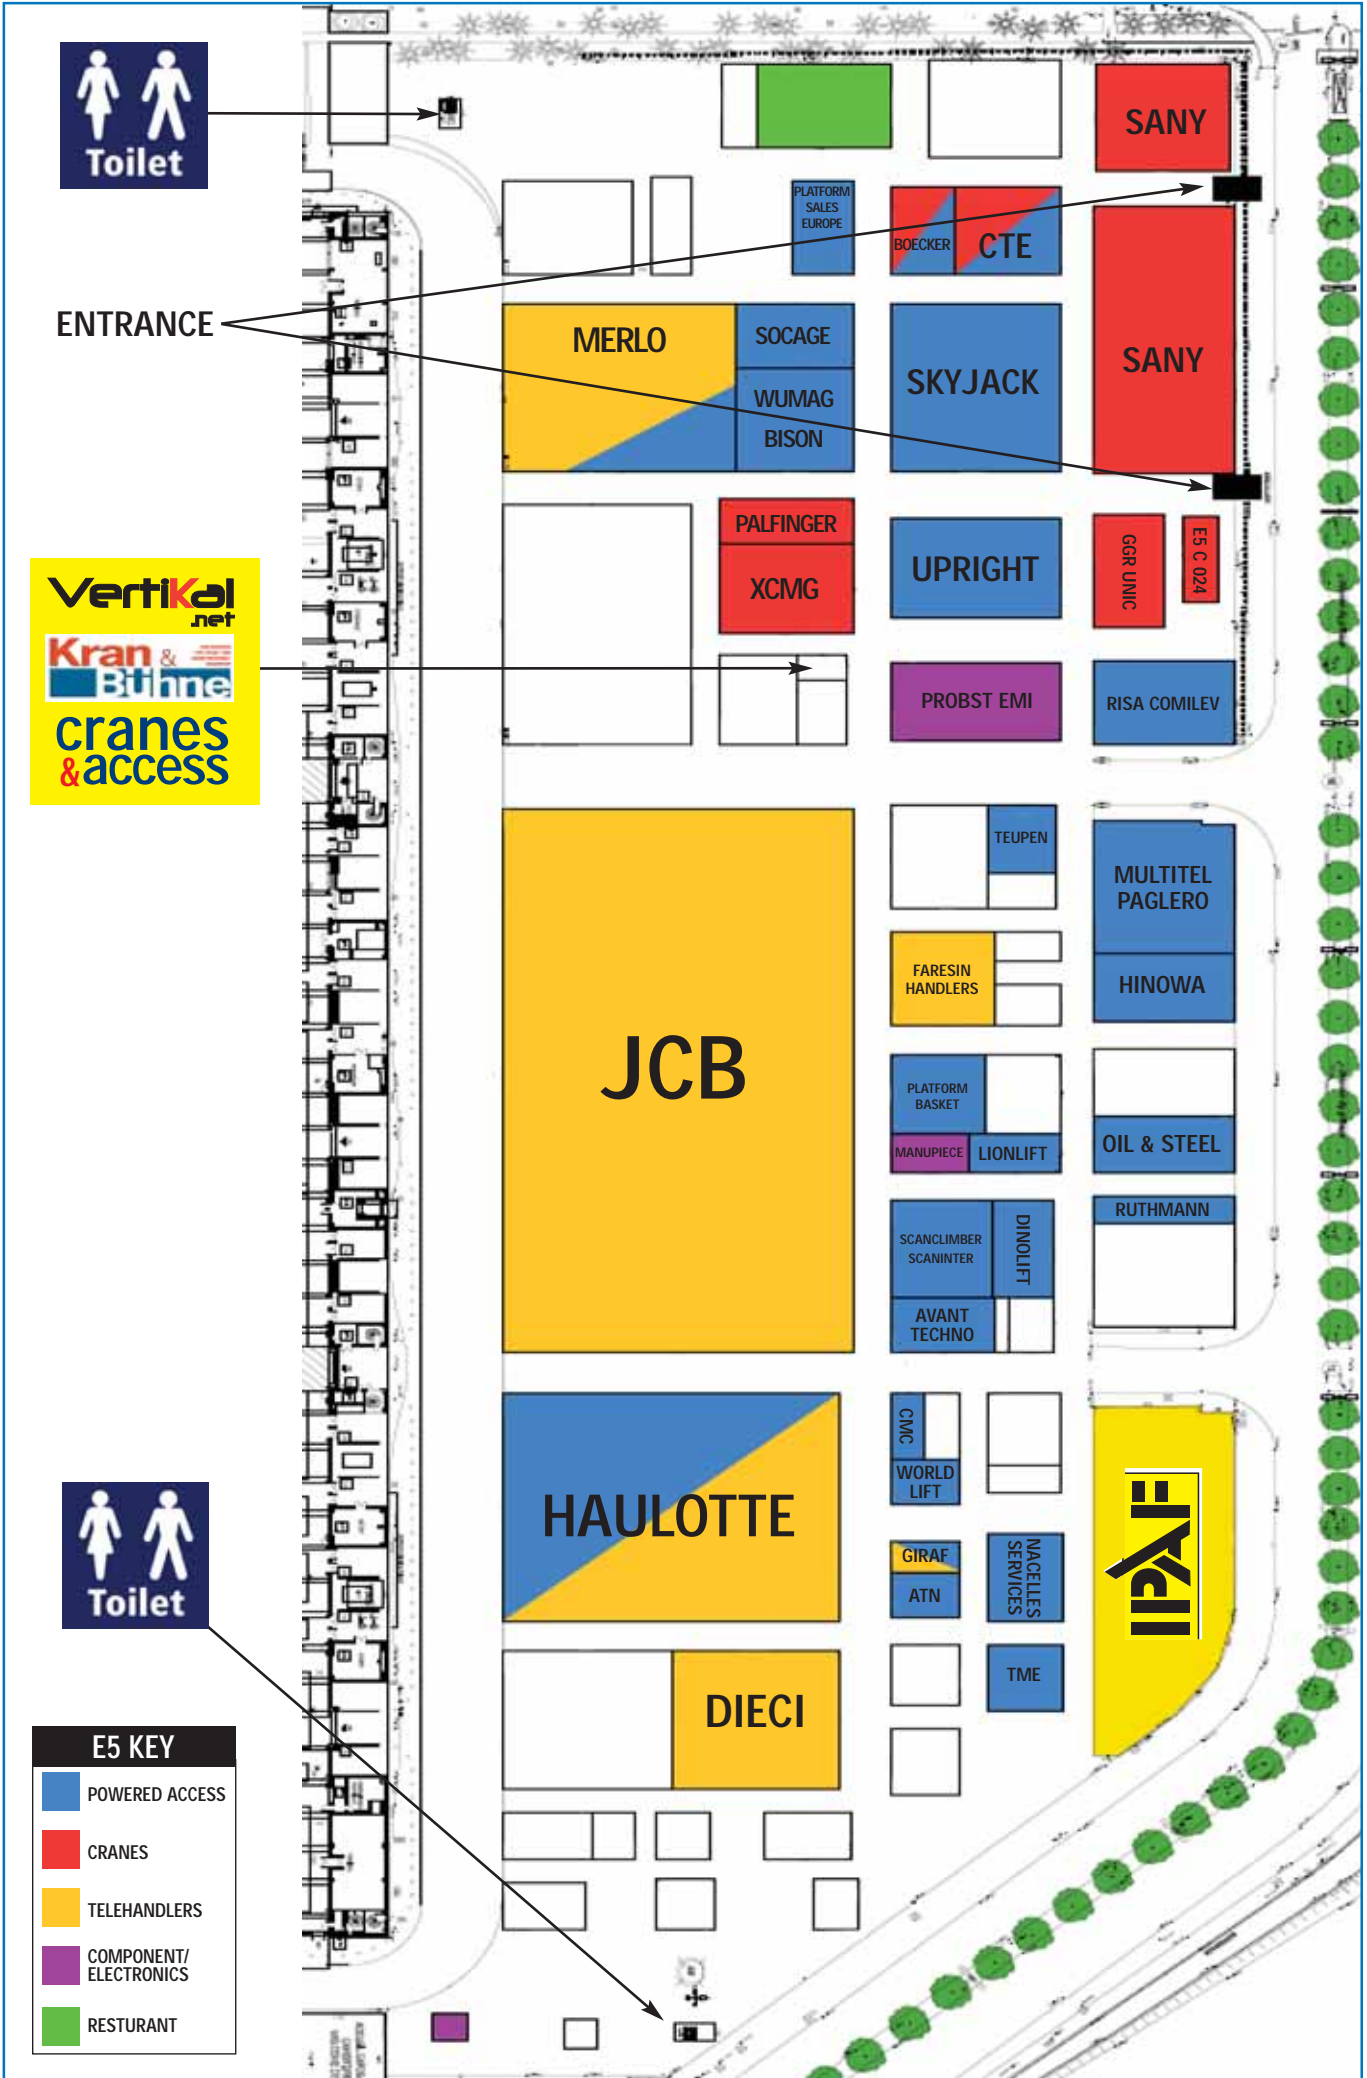 Toilet
SANY
PLATFORM
SALES
EUROPE
BOECKER
CTE
ENTRANCE
MERLO
SOCAGE
WUMAG
BISON
SKYJACK
SANY
PALFINGER
XCMG
UPRIGHT
GGR UNIC
E5 C 024
Vertikal
.net
Kran &
Bühne
cranes
&access
PROBST EMI
RISA COMILEV
TEUPEN
MULTITEL
PAGLERO
FARESIN
HANDLERS
HINOWA
JCB
PLATFORM
BASKET
MANUPIECE
LIONLIFT
OIL & STEEL
RUTHMANN
SCANCLIMBER
SCANINTER
DINOLIFT
AVANT
TECHNO
CMC
WORLD
LIFT
HAULOTTE
GIRAF
ATN
NACELLES
SERVICES
IPAF
Toilet
TME
DIECI
E5 KEY
POWERED ACCESS
CRANES
TELEHANDLERS
COMPONENT/
ELECTRONICS
RESTURANT